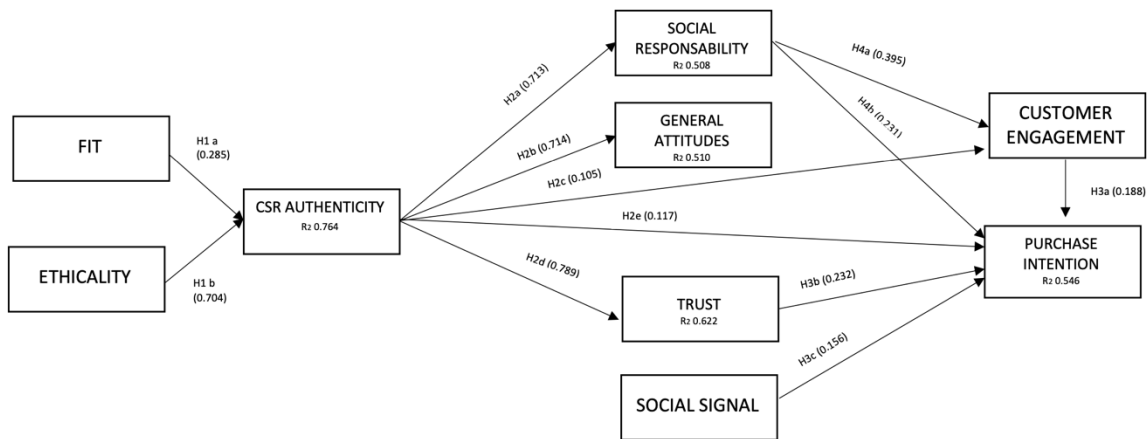 FIT
ETHICALITY
H1 a
(0.285)
H1 b
(0.704)
CSR AUTHENTICITY
R2 0.764
H2a (0.713)
H2b (0.714)
H2c (0.105)
H2e (0.117)
H2d (0.789)
SOCIAL
RESPONSABILITY
R2 0.508
GENERAL
ATTITUDES
R2 0.510
TRUST
R2 0.622
SOCIAL SIGNAL
H4a (0.395)
H4b (0.231)
H3b (0.232)
H3c (0.156)
CUSTOMER
ENGAGEMENT
H3a (0.188)
PURCHASE
INTENTION
R2 0.546